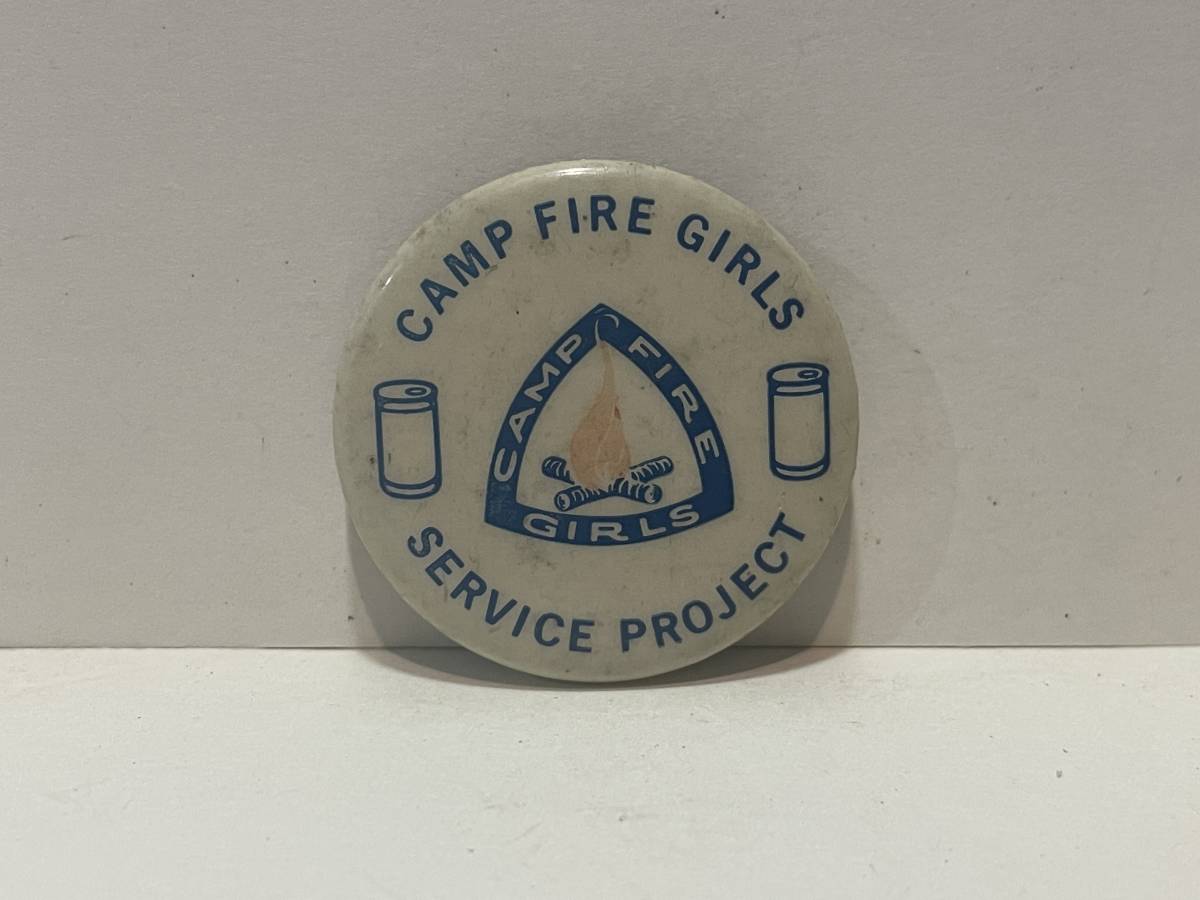 CAMP FIRE GIRLS
CAMP FIRE
GIRLS
SERVICE PROJECT